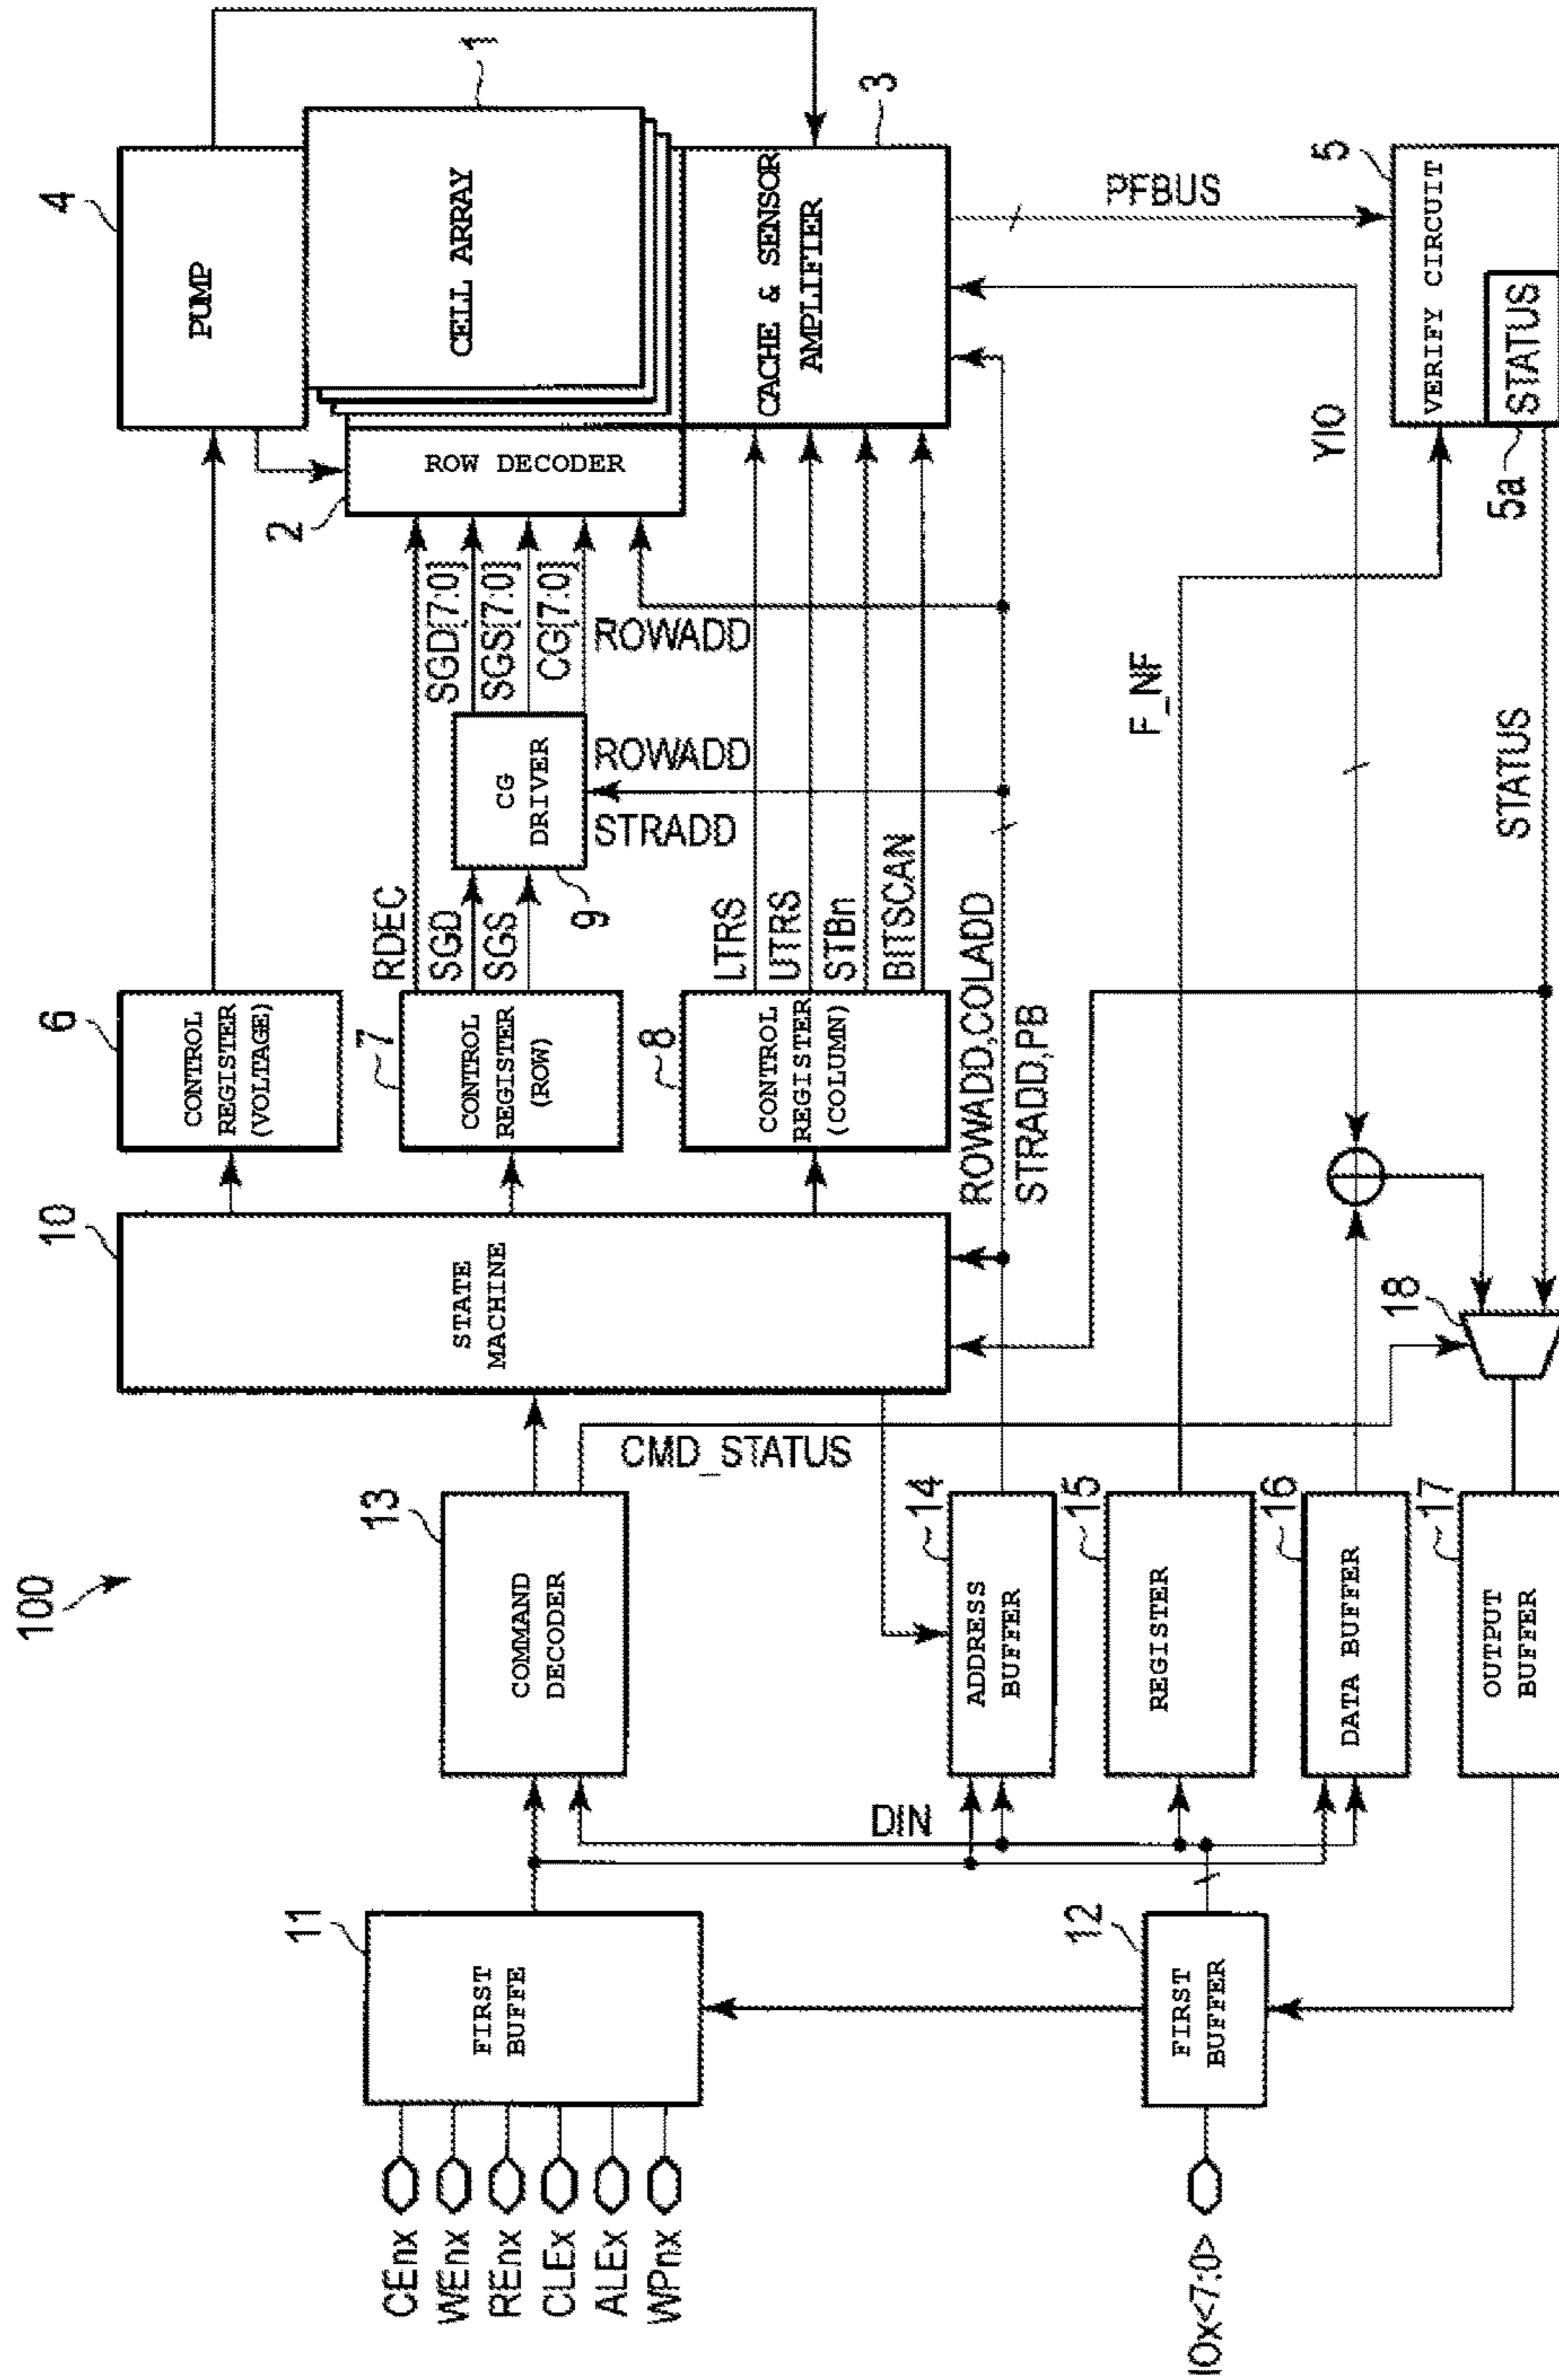 100
CEnx
WEnx
REnx
CLEx
ALEx
WPnx
IOx<7:0>
11
FIRST
BUFFE
12
FIRST
BUFFER
DIN
13
COMMAND
DECODER
CMD_STATUS
14
ADDRESS
BUFFER
15
REGISTER
16
DATA BUFFER
17
OUTPUT
BUFFER
18
10
STATE
MACHINE
6
CONTROL
REGISTER
(VOLTAGE)
7
CONTROL
REGISTER
(ROW)
8
CONTROL
REGISTER
(COLUMN)
RDEC
SGD
SGS
9
CG
DRIVER
SGD[7:0]
SGS[7:0]
CG[7:0]
ROWADD
ROWADD
STRADD
LTRS
UTRS
STBn
BITSCAN
ROWADD,COLADD
STRADD,PB
4
PUMP
1
CELL ARRAY
2
ROW DECODER
3
CACHE & SENSOR
AMPLIFIER
PFBUS
YIO
F_NF
STATUS
5
VERIFY CIRCUIT
STATUS
5a